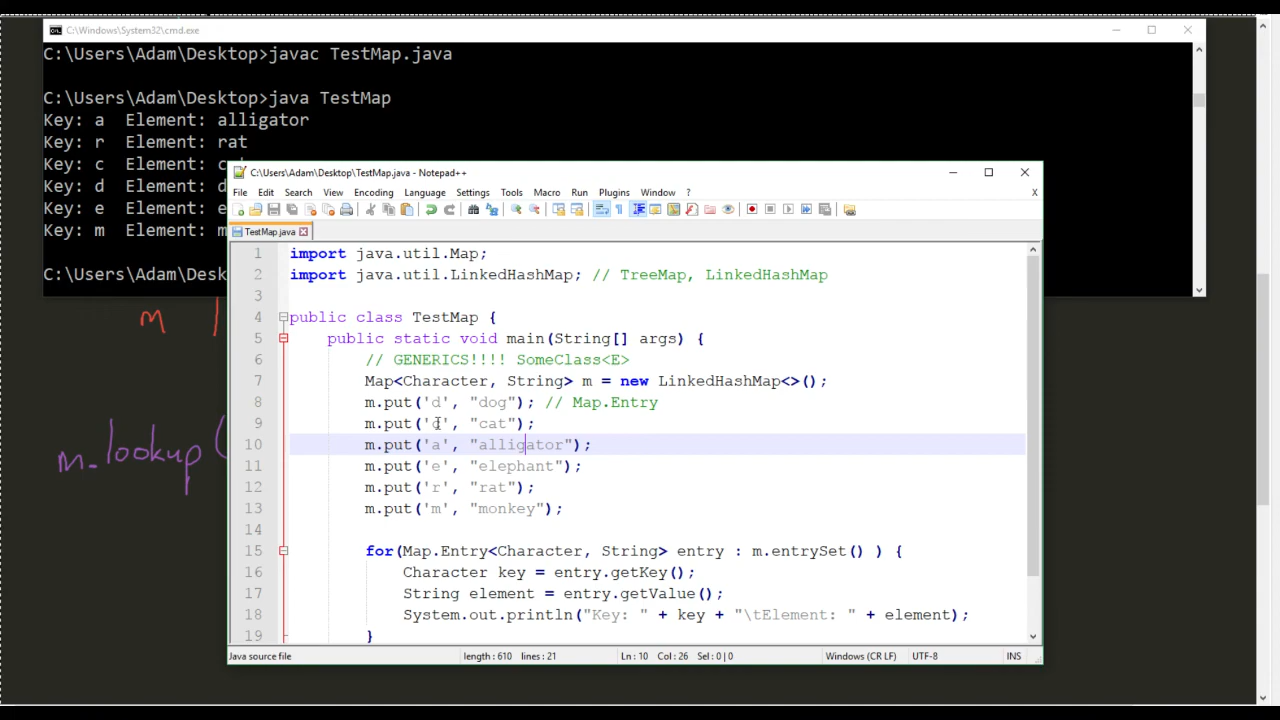 C:\Windows\System32\cmd.exe
C:\Users\Adam\Desktop>javac TestMap.java
C:\Users\Adam\Desktop>java TestMap
Key: a  Element: alligator
Key: r  Element: rat
Key: c  Element: c
Key: d  Element: d
Key: e  Element: e
Key: m  Element: m
C:\Users\Adam\Desk
m
m.lookup(
C:\Users\Adam\Desktop\TestMap.java - Notepad++
File Edit Search View Encoding Language Settings Tools Macro Run Plugins Window ? X
TestMap.java
1 import java.util.Map;
2 import java.util.LinkedHashMap; // TreeMap, LinkedHashMap
3
4 public class TestMap {
5 public static void main(String[] args) {
6 // GENERICS!!!! SomeClass<E>
7 Map<Character, String> m = new LinkedHashMap<>();
8 m.put('d', "dog"); // Map.Entry
9 m.put('c', "cat");
10 m.put('a', "alligator");
11 m.put('e', "elephant");
12 m.put('r', "rat");
13 m.put('m', "monkey");
14
15 for(Map.Entry<Character, String> entry : m.entrySet() ) {
16 Character key = entry.getKey();
17 String element = entry.getValue();
18 System.out.println("Key: " + key + "\tElement: " + element);
19 }
Java source file length : 610 lines : 21 Ln : 10 Col : 26 Sel : 0 | 0 Windows (CR LF) UTF-8 INS